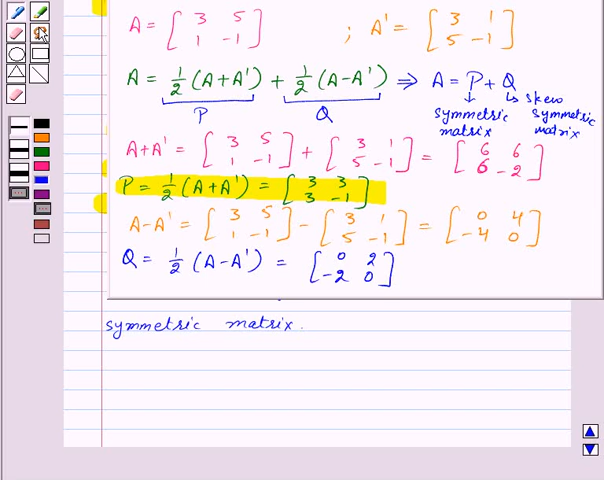 A = [ 3 5 ; 1 -1 ] ; A' = [ 3 1 ; 5 -1 ]
A = 1/2 (A+A') + 1/2 (A-A') ⇒ A = P + Q
P Q
symmetric matrix
skew symmetric matrix
A+A' = [ 3 5 ; 1 -1 ] + [ 3 1 ; 5 -1 ] = [ 6 6 ; 6 -2 ]
P = 1/2 (A+A') = [ 3 3 ; 3 -1 ]
A-A' = [ 3 5 ; 1 -1 ] - [ 3 1 ; 5 -1 ] = [ 0 4 ; -4 0 ]
Q = 1/2 (A-A') = [ 0 2 ; -2 0 ]
symmetric matrix.